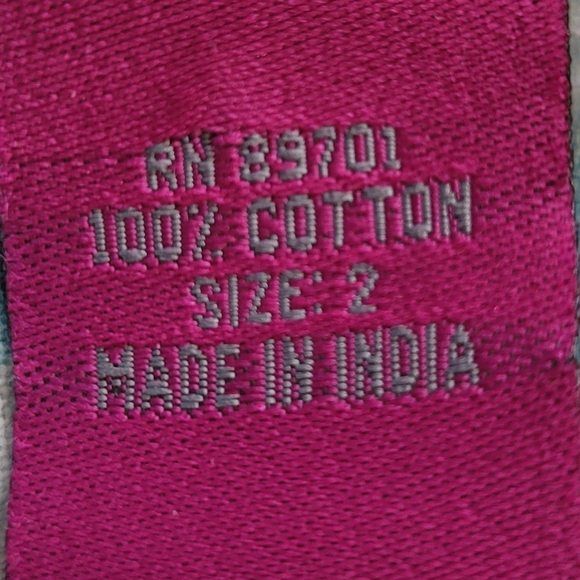 RN 89701
100% COTTON
SIZE: 2
MADE IN INDIA